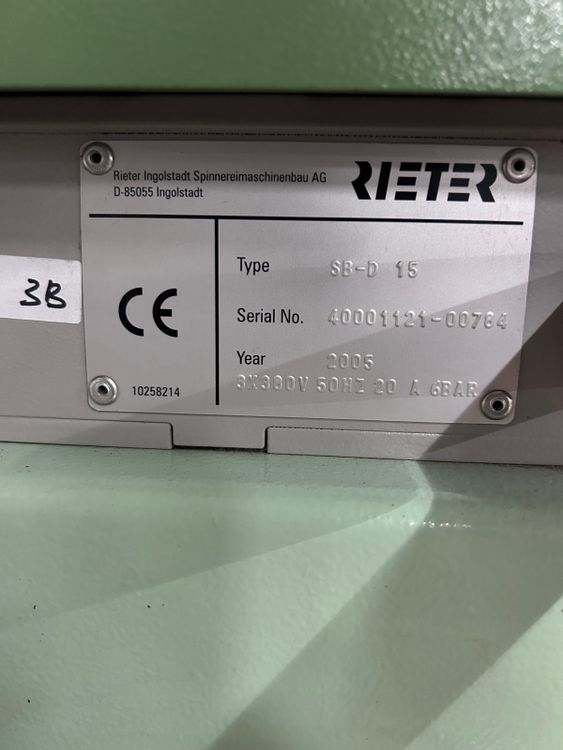 Rieter Ingolstadt Spinnereimaschinenbau AG
D-85055 Ingolstadt
RIETER
Type SB-D 15
3B
CE
Serial No. 40001121-00784
Year 2005
3X380V 50HZ 20 A 6BAR
10258214